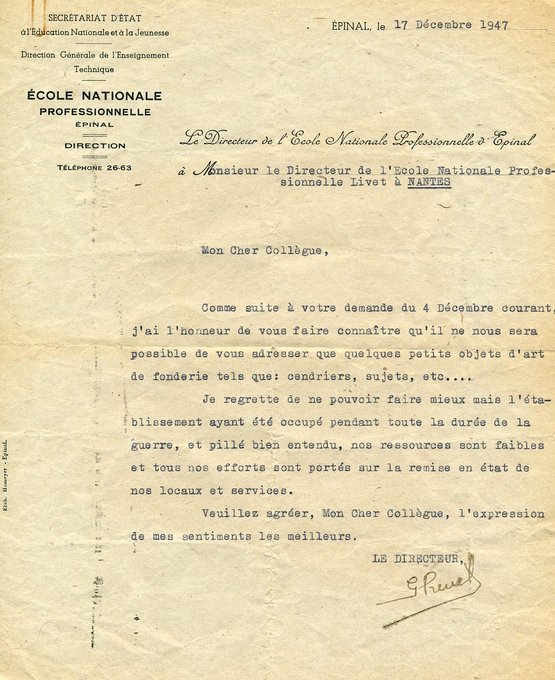 SECRÉTARIAT D'ÉTAT
à l'Éducation Nationale et à la Jeunesse
Direction Générale de l'Enseignement
Technique
ÉCOLE NATIONALE
PROFESSIONNELLE
ÉPINAL
DIRECTION
TÉLÉPHONE 26-63
ÉPINAL, le 17 Décembre 1947
Le Directeur de l'Ecole Nationale Professionnelle d'Epinal
à Monsieur le Directeur de l'Ecole Nationale Profes-
sionnelle Livet à NANTES
Mon Cher Collègue,
Comme suite à votre demande du 4 Décembre courant,
j'ai l'honneur de vous faire connaître qu'il ne nous sera
possible de vous adresser que quelques petits objets d'art
de fonderie tels que: cendriers, sujets, etc....
Je regrette de ne pouvoir faire mieux mais l'éta-
blissement ayant été occupé pendant toute la durée de la
guerre, et pillé bien entendu, nos ressources sont faibles
et tous nos efforts sont portés sur la remise en état de
nos locaux et services.
Veuillez agréer, Mon Cher Collègue, l'expression
de mes sentiments les meilleurs.
LE DIRECTEUR,
Epinal.